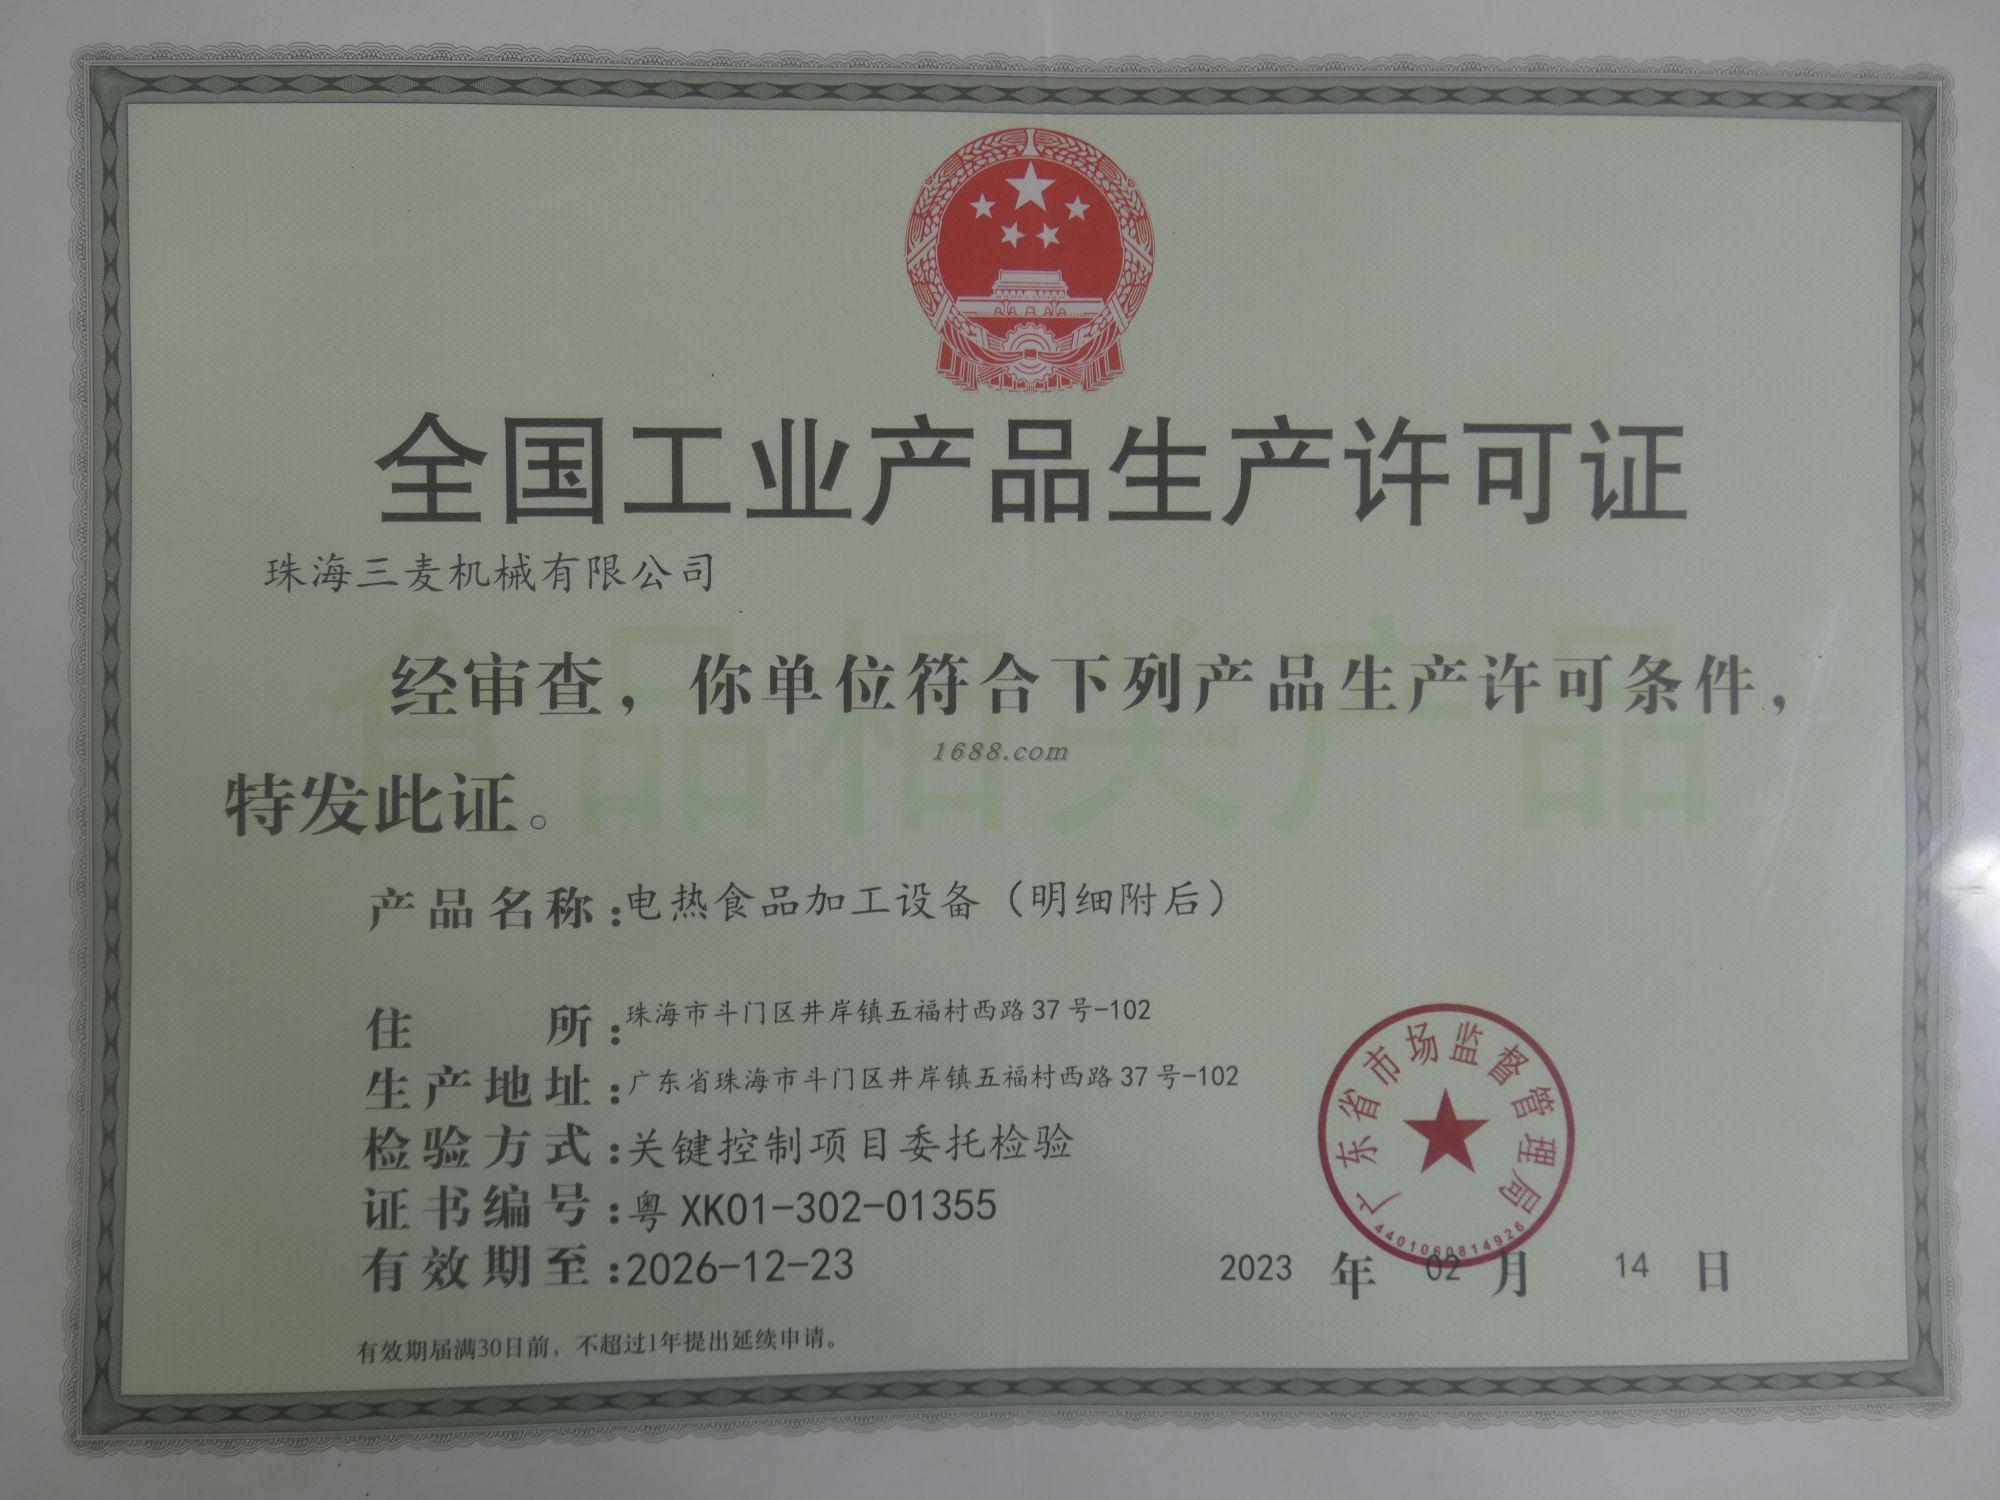 全国工业产品生产许可证
珠海三麦机械有限公司
食品相关产品
经审查，你单位符合下列产品生产许可条件，
1688.com
特发此证。
产品名称：电热食品加工设备（明细附后）
住所：珠海市斗门区井岸镇五福村西路37号-102
生产地址：广东省珠海市斗门区井岸镇五福村西路37号-102
检验方式：关键控制项目委托检验
证书编号：粤XK01-302-01355
有效期至：2026-12-23
广东省市场监督管理局
4401060814926
2023 年 02 月 14 日
有效期届满30日前，不超过1年提出延续申请。